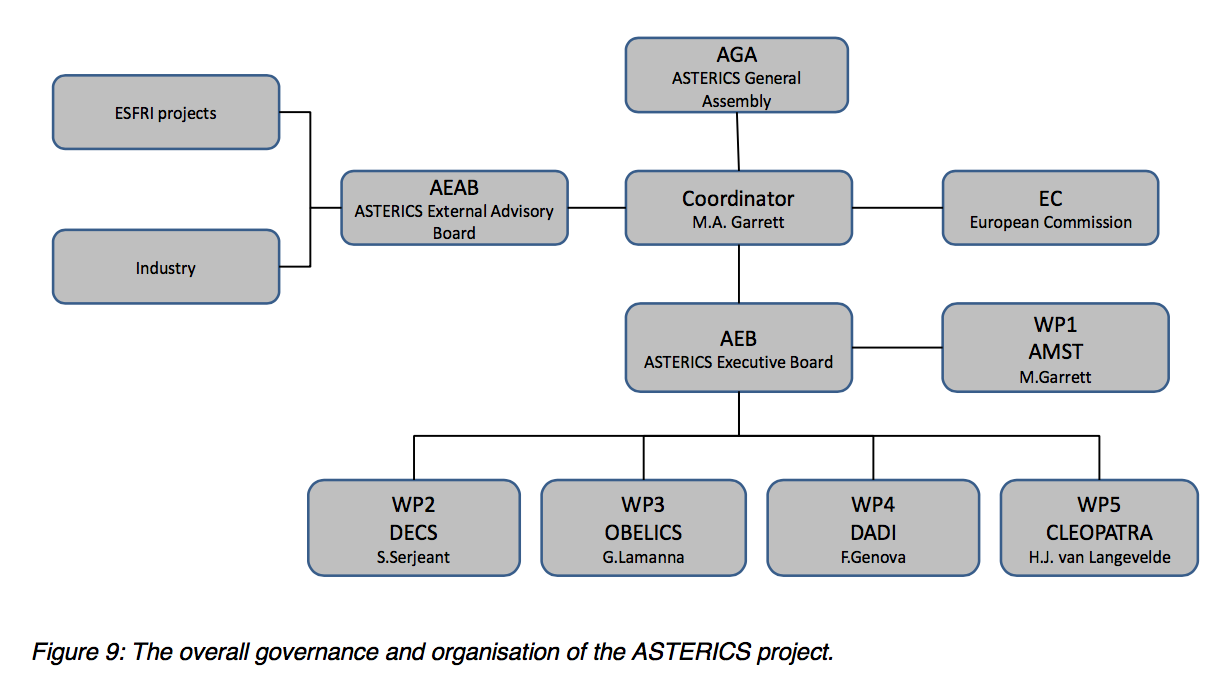 AGA
ASTERICS General
Assembly
ESFRI projects
AEAB
ASTERICS External Advisory
Board
Coordinator
M.A. Garrett
EC
European Commission
Industry
AEB
ASTERICS Executive Board
WP1
AMST
M.Garrett
WP2
DECS
S.Serjeant
WP3
OBELICS
G.Lamanna
WP4
DADI
F.Genova
WP5
CLEOPATRA
H.J. van Langevelde
Figure 9: The overall governance and organisation of the ASTERICS project.